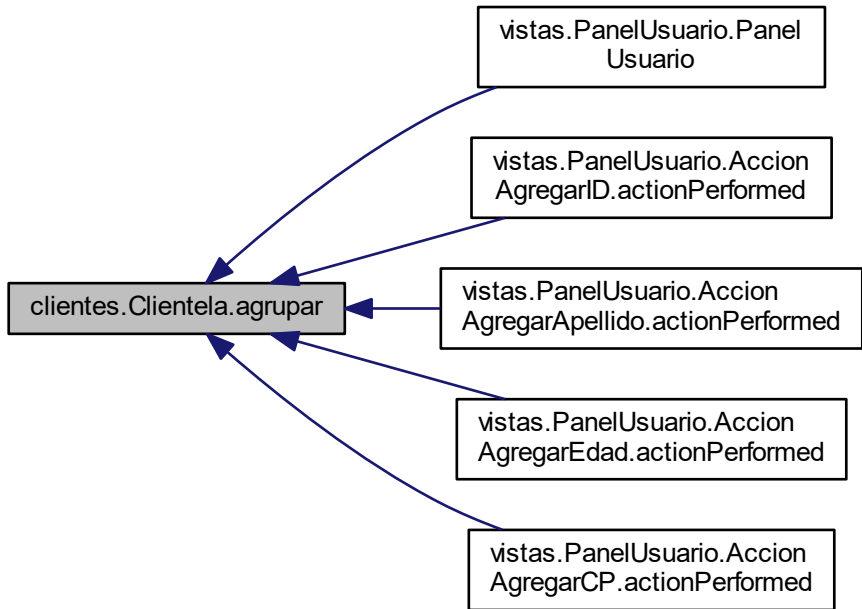 vistas.PanelUsuario.Panel
Usuario
vistas.PanelUsuario.Accion
AgregarID.actionPerformed
clientes.Clientela.agrupar
vistas.PanelUsuario.Accion
AgregarApellido.actionPerformed
vistas.PanelUsuario.Accion
AgregarEdad.actionPerformed
vistas.PanelUsuario.Accion
AgregarCP.actionPerformed